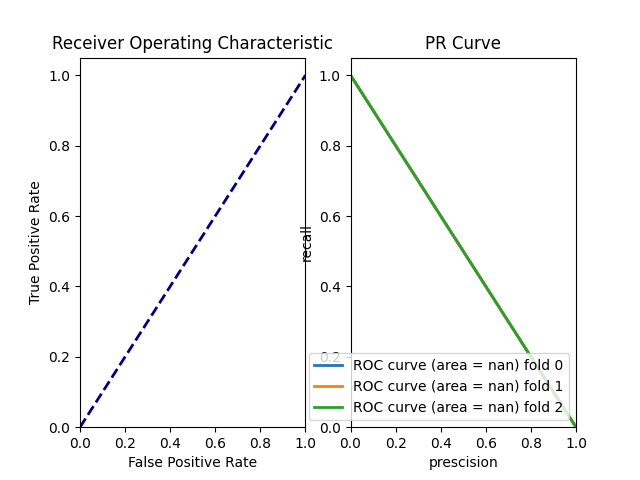 Receiver Operating Characteristic
1.0
0.8
0.6
0.4
0.2
0.0
True Positive Rate
0.0 0.2 0.4 0.6 0.8 1.0
False Positive Rate
PR Curve
1.0
0.8
0.6
0.4
0.2
0.0
recall
ROC curve (area = nan) fold 0
ROC curve (area = nan) fold 1
ROC curve (area = nan) fold 2
0.0 0.2 0.4 0.6 0.8 1.0
prescision